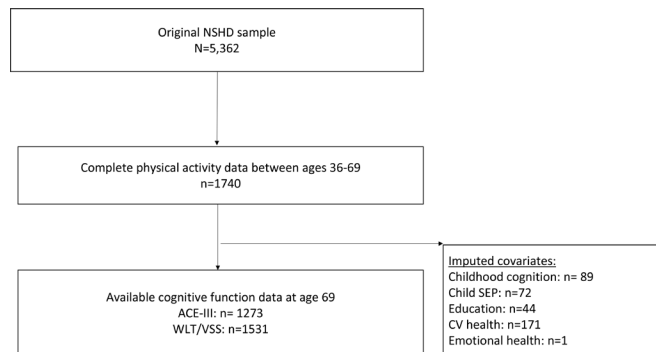 Original NSHD sample
N=5,362
Complete physical activity data between ages 36-69
n=1740
Imputed covariates:
Childhood cognition: n= 89
Child SEP: n=72
Education: n=44
CV health: n=171
Emotional health: n=1
Available cognitive function data at age 69
ACE-III: n= 1273
WLT/VSS: n=1531